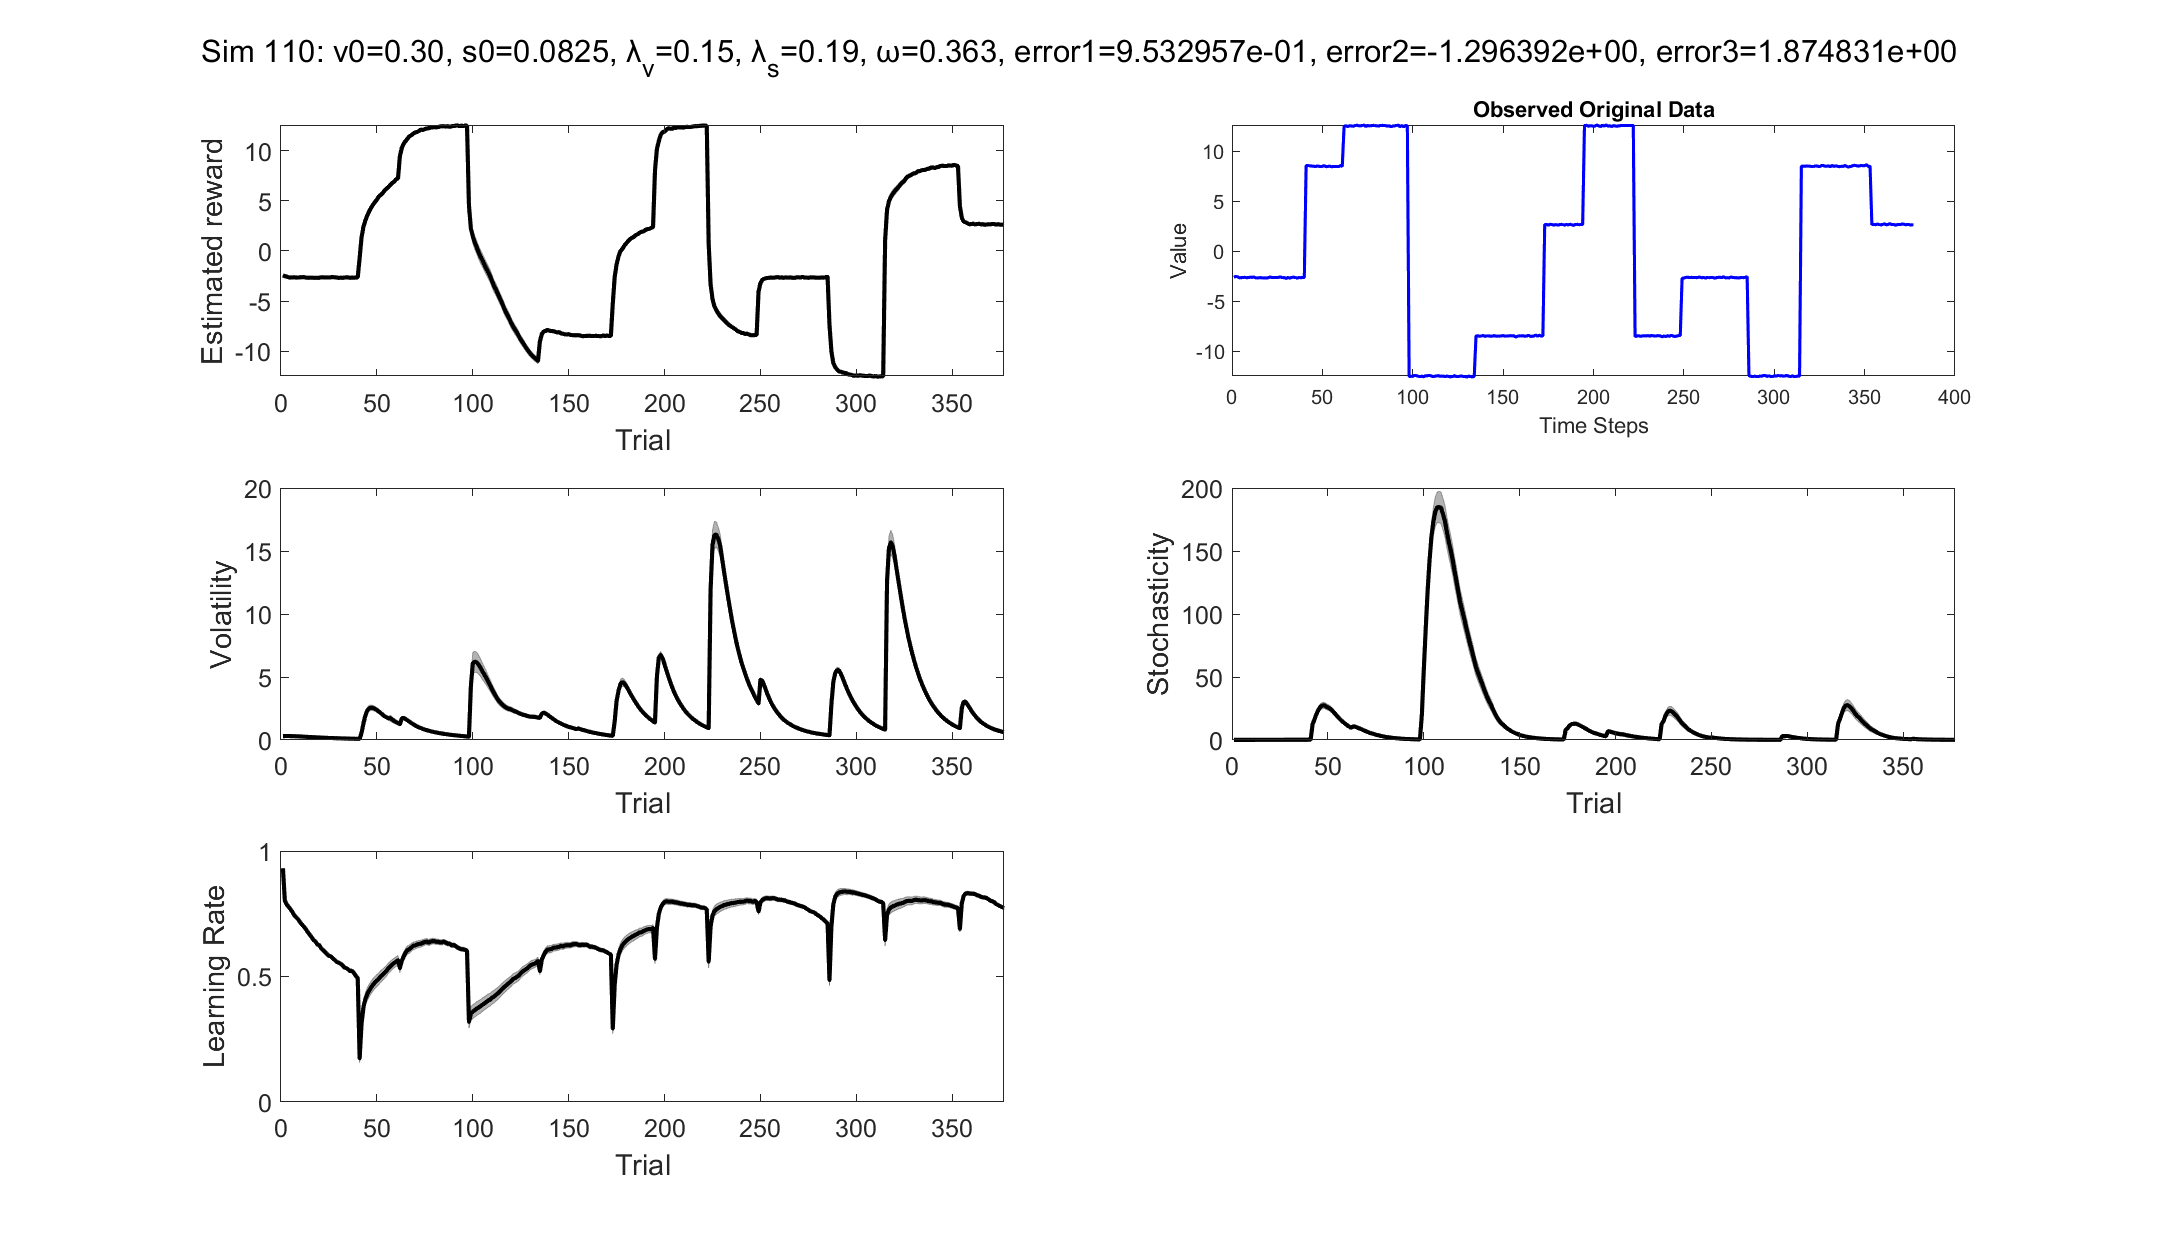 Sim 110: v0=0.30, s0=0.0825, λv=0.15, λs=0.19, ω=0.363, error1=9.532957e-01, error2=-1.296392e+00, error3=1.874831e+00
Estimated reward
10
5
0
-5
-10
0 50 100 150 200 250 300 350
Trial
Observed Original Data
Value
10
5
0
-5
-10
0 50 100 150 200 250 300 350 400
Time Steps
Volatility
20
15
10
5
0
0 50 100 150 200 250 300 350
Trial
Stochasticity
200
150
100
50
0
0 50 100 150 200 250 300 350
Trial
Learning Rate
1
0.5
0
0 50 100 150 200 250 300 350
Trial